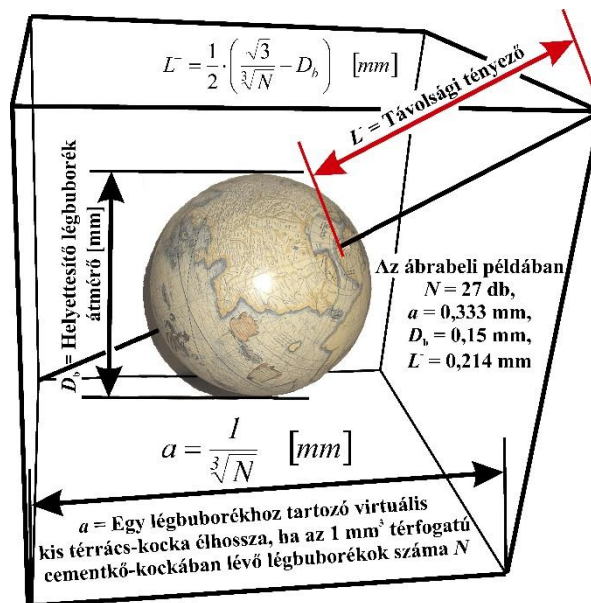 L⁻ = 1/2 · ( √3 / ∛N − D_b ) [mm]
L⁻ = Távolsági tényező
D_b = Helyettesítő légbuborék
átmérő [mm]
Az ábrabeli példában
N = 27 db,
a = 0,333 mm,
D_b = 0,15 mm,
L⁻ = 0,214 mm
a = 1 / ∛N [mm]
a = Egy légbuborékhoz tartozó virtuális
kis térrács-kocka élhossza, ha az 1 mm³ térfogatú
cementkő-kockában lévő légbuborékok száma N